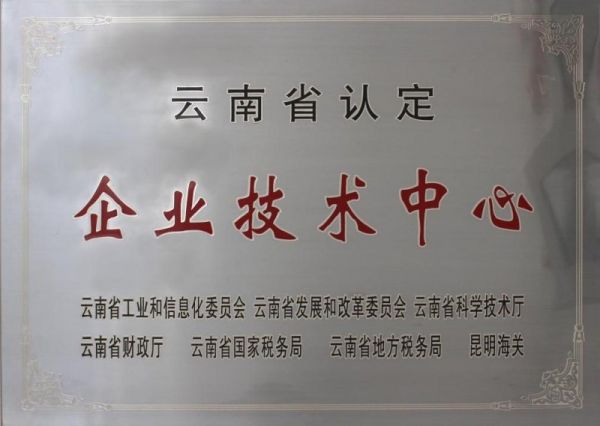 云南省认定
企业技术中心
云南省工业和信息化委员会 云南省发展和改革委员会 云南省科学技术厅
云南省财政厅 云南省国家税务局 云南省地方税务局 昆明海关